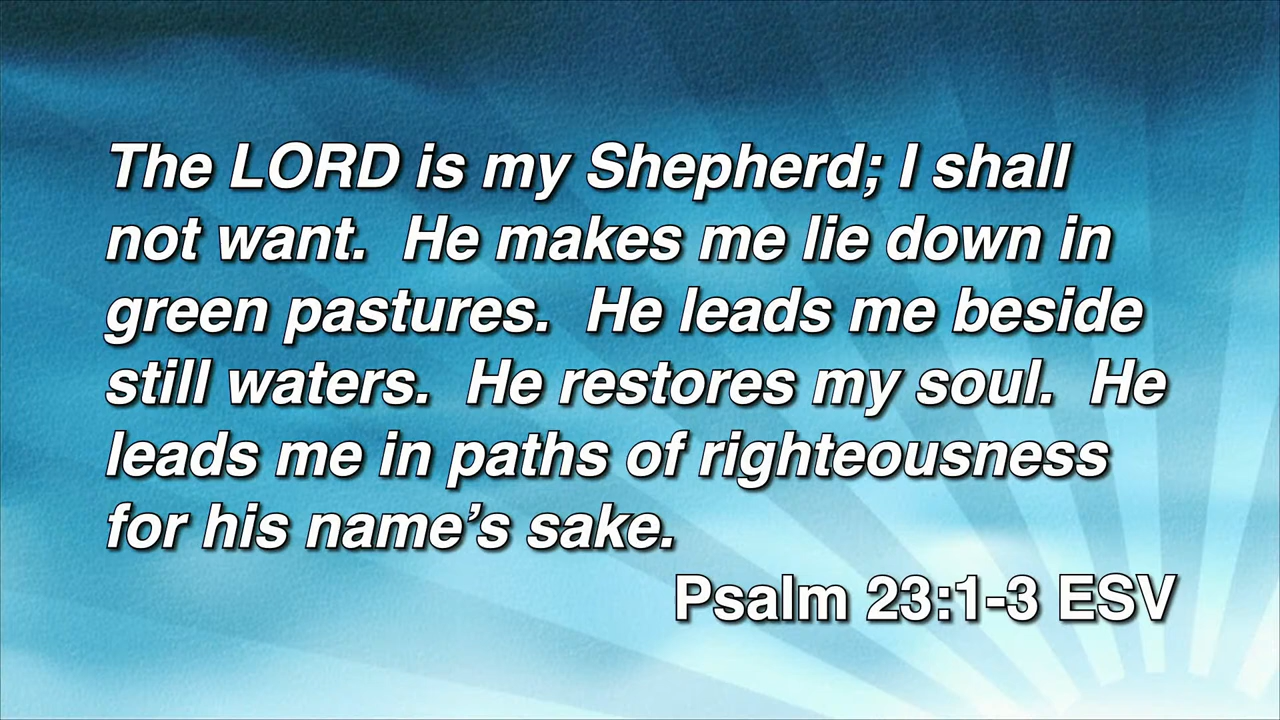 The LORD is my Shepherd; I shall
not want.  He makes me lie down in
green pastures.  He leads me beside
still waters.  He restores my soul.  He
leads me in paths of righteousness
for his name’s sake.
Psalm 23:1-3 ESV